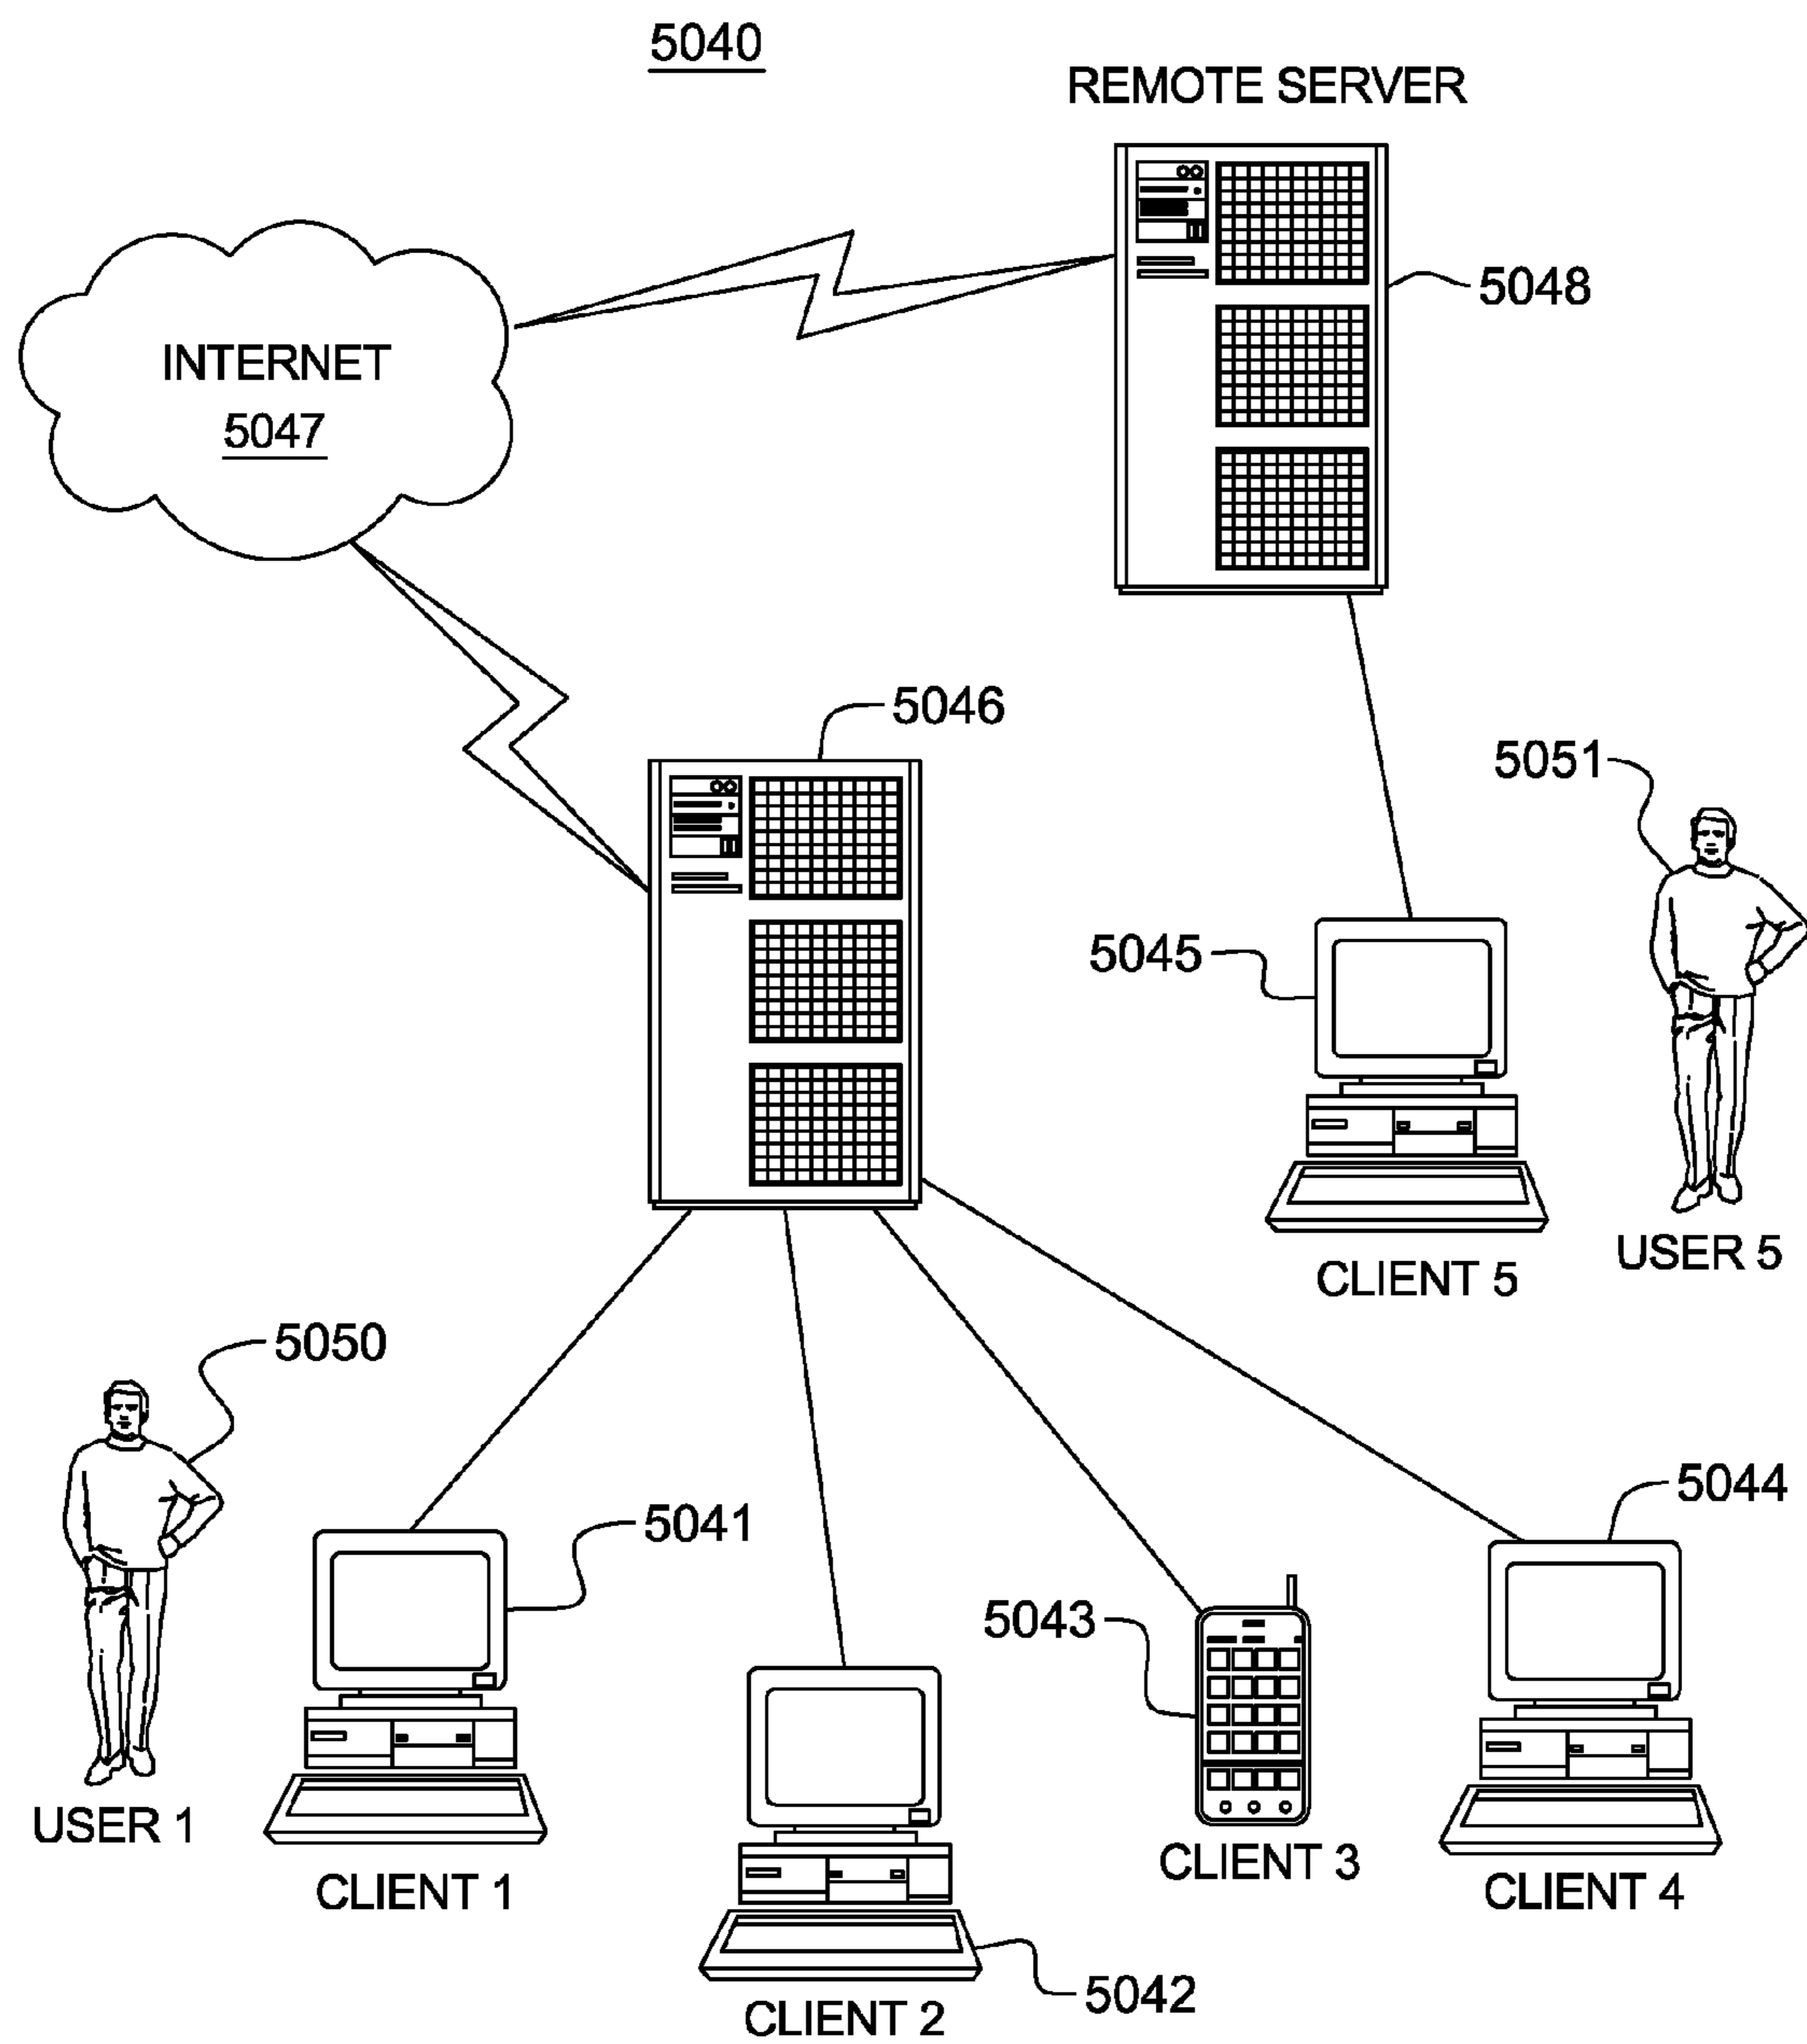 5040
REMOTE SERVER
5048
INTERNET
5047
5046
5051
5045
USER 5
CLIENT 5
5050
5044
5041
5043
USER 1
CLIENT 3
CLIENT 1
CLIENT 4
5042
CLIENT 2